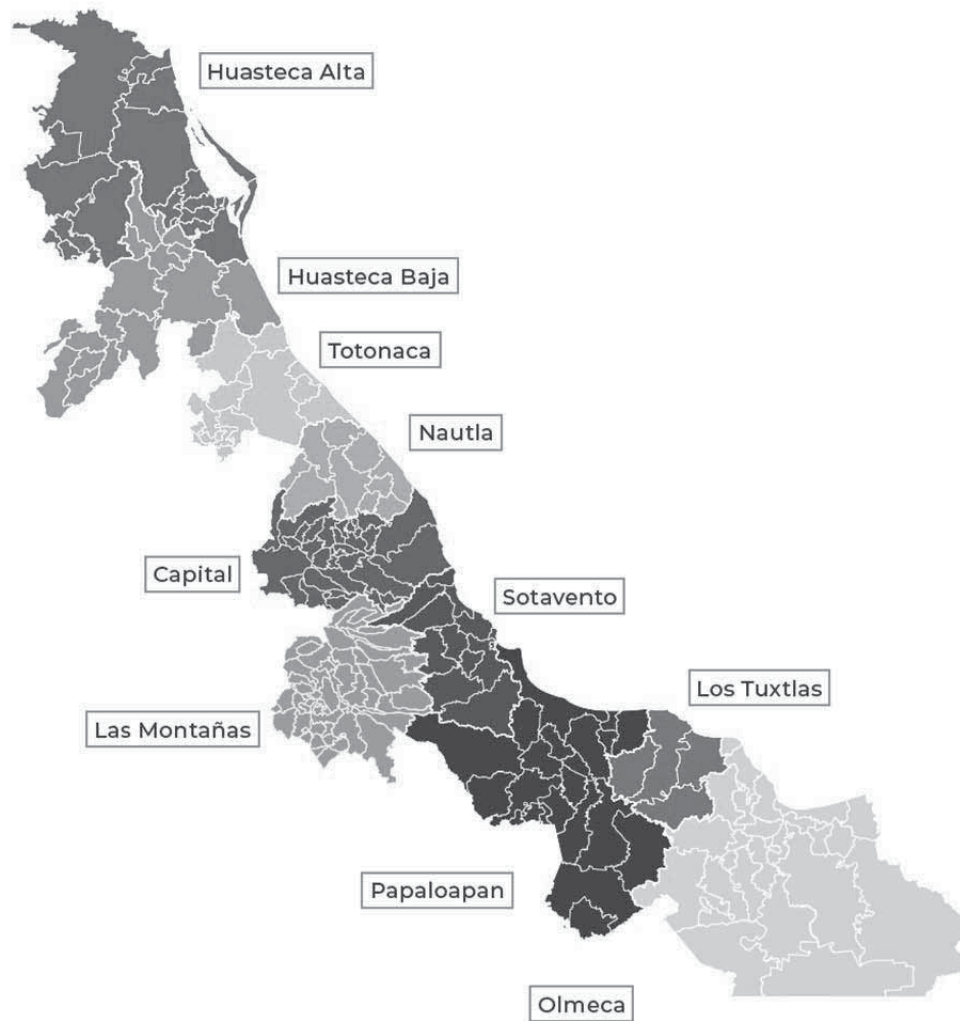 Huasteca Alta
Huasteca Baja
Totonaca
Nautla
Capital
Sotavento
Los Tuxtlas
Las Montañas
Papaloapan
Olmeca